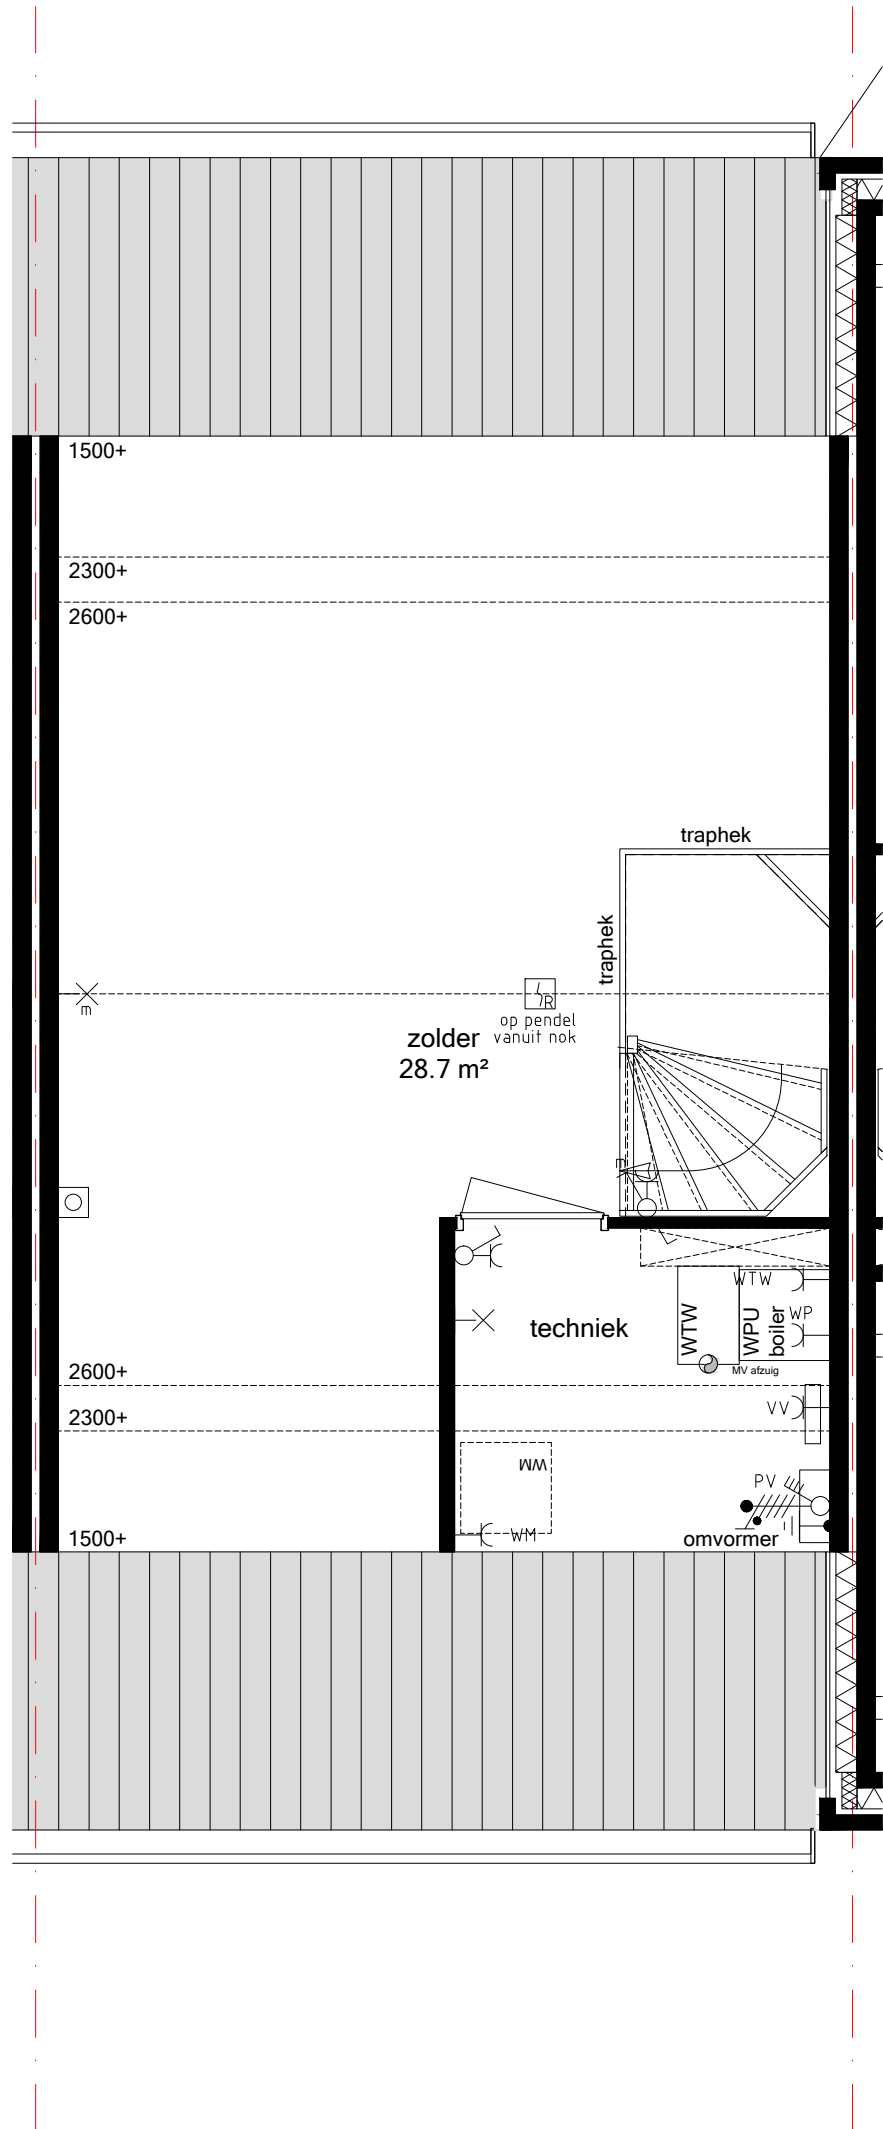 1500+
2300+
2600+
traphek
traphek
m
R
op pendel
vanuit nok
zolder
28.7 m²
m
WTW
WTW
WPU
boiler
WP
techniek
MV afzuig
2600+
2300+
VV
WM
PV
WM
omvormer
1500+